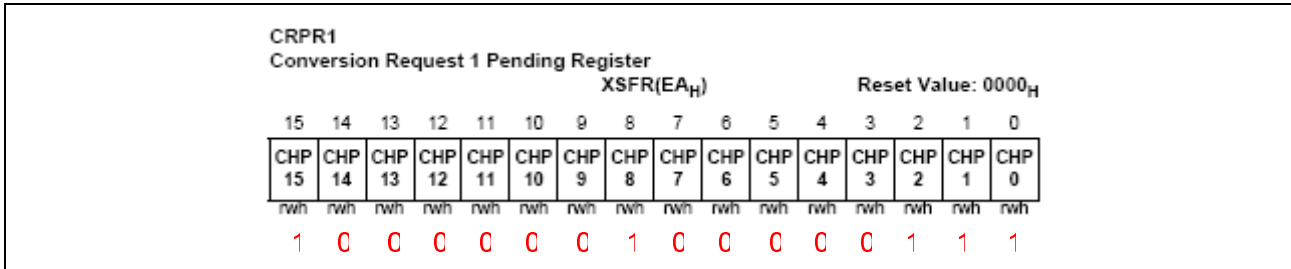 CRPR1
Conversion Request 1 Pending Register
XSFR(EA_H) Reset Value: 0000_H
15 14 13 12 11 10 9 8 7 6 5 4 3 2 1 0
CHP CHP CHP CHP CHP CHP CHP CHP CHP CHP CHP CHP CHP CHP CHP CHP
15 14 13 12 11 10 9 8 7 6 5 4 3 2 1 0
rwh rwh rwh rwh rwh rwh rwh rwh rwh rwh rwh rwh rwh rwh rwh rwh
1 0 0 0 0 0 0 1 0 0 0 0 0 1 1 1